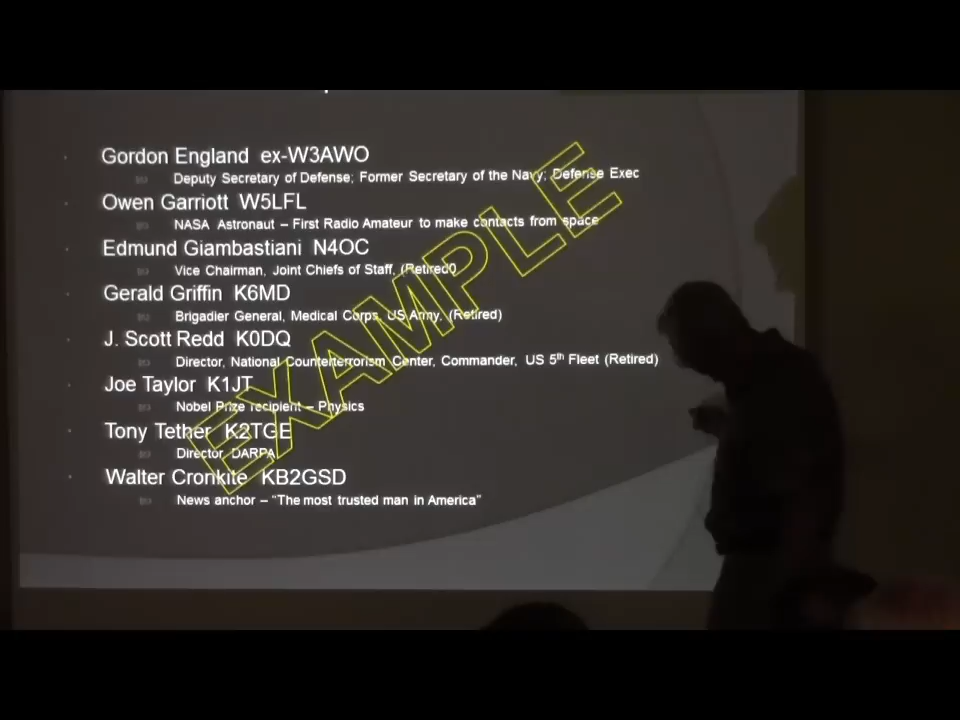 Gordon England ex-W3AWO
Deputy Secretary of Defense; Former Secretary of the Navy; Defense Exec
Owen Garriott W5LFL
NASA Astronaut – First Radio Amateur to make contacts from space
Edmund Giambastiani N4OC
Vice Chairman, Joint Chiefs of Staff, (Retired0
Gerald Griffin K6MD
Brigadier General, Medical Corps, US Army, (Retired)
J. Scott Redd K0DQ
Director, National Counterterrorism Center, Commander, US 5th Fleet (Retired)
Joe Taylor K1JT
Nobel Prize recipient – Physics
Tony Tether K2TGE
Director DARPA
Walter Cronkite KB2GSD
News anchor – “The most trusted man in America”
EXAMPLE